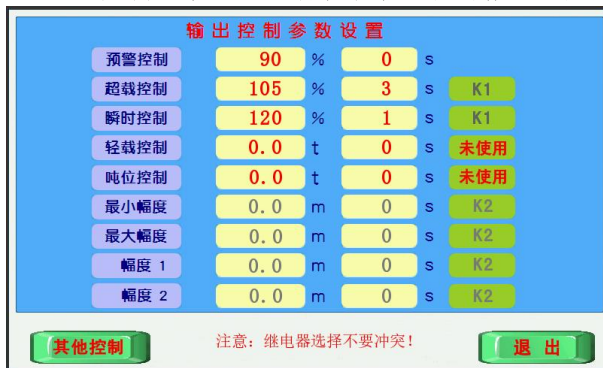 输出控制参数设置
预警控制 90 % 0 s
超载控制 105 % 3 s K1
瞬时控制 120 % 1 s K1
轻载控制 0.0 t 0 s 未使用
吨位控制 0.0 t 0 s 未使用
最小幅度 0.0 m 0 s K2
最大幅度 0.0 m 0 s K2
幅度 1 0.0 m 0 s K2
幅度 2 0.0 m 0 s K2
其他控制 注意：继电器选择不要冲突！ 退出